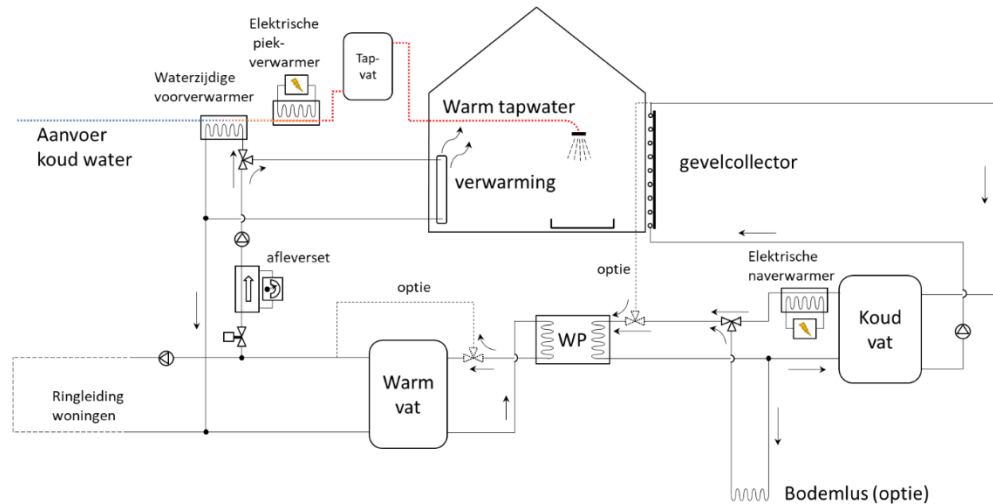 Elektrische
piek-
verwarmer
Tap-
vat
Waterzijdige
voorverwarmer
Warm tapwater
Aanvoer
koud water
gevelcollector
verwarming
afleverset
optie
Elektrische
naverwarmer
optie
WP
Koud
vat
Warm
vat
Ringleiding
woningen
Bodemlus (optie)